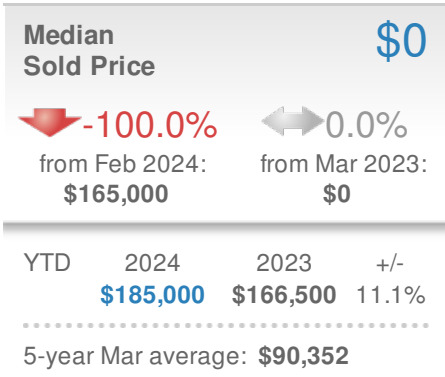 Median $0
Sold Price
-100.0% 0.0%
from Feb 2024: from Mar 2023:
$165,000 $0
YTD 2024 2023 +/-
$185,000 $166,500 11.1%
5-year Mar average: $90,352